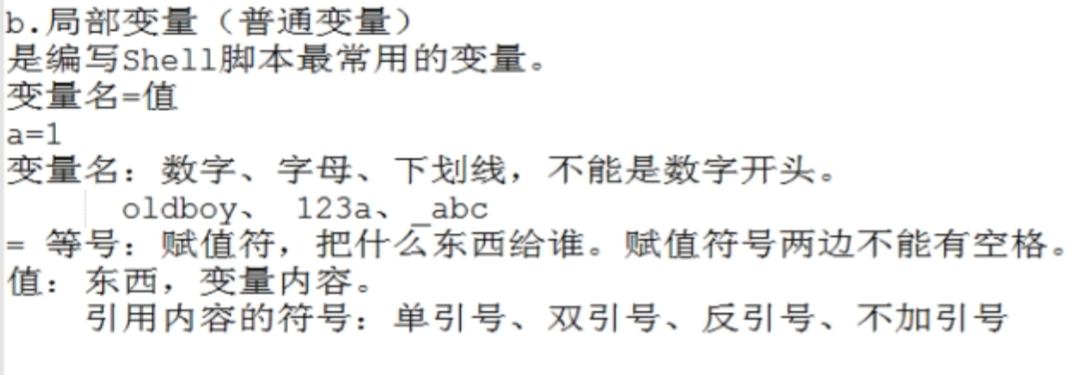 b.局部变量（普通变量）
是编写Shell脚本最常用的变量。
变量名=值
a=1
变量名：数字、字母、下划线，不能是数字开头。
oldboy、 123a、_abc
= 等号：赋值符，把什么东西给谁。赋值符号两边不能有空格。
值：东西，变量内容。
引用内容的符号：单引号、双引号、反引号、不加引号